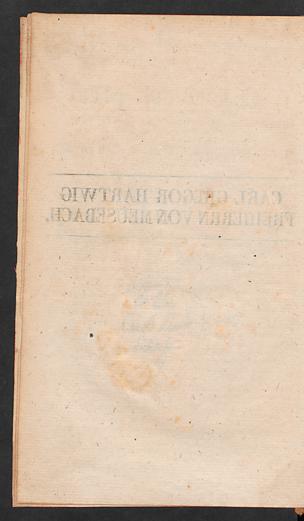 CARL GREGOR HARTWIG
FREIHERRN VON MEUSEBACH.